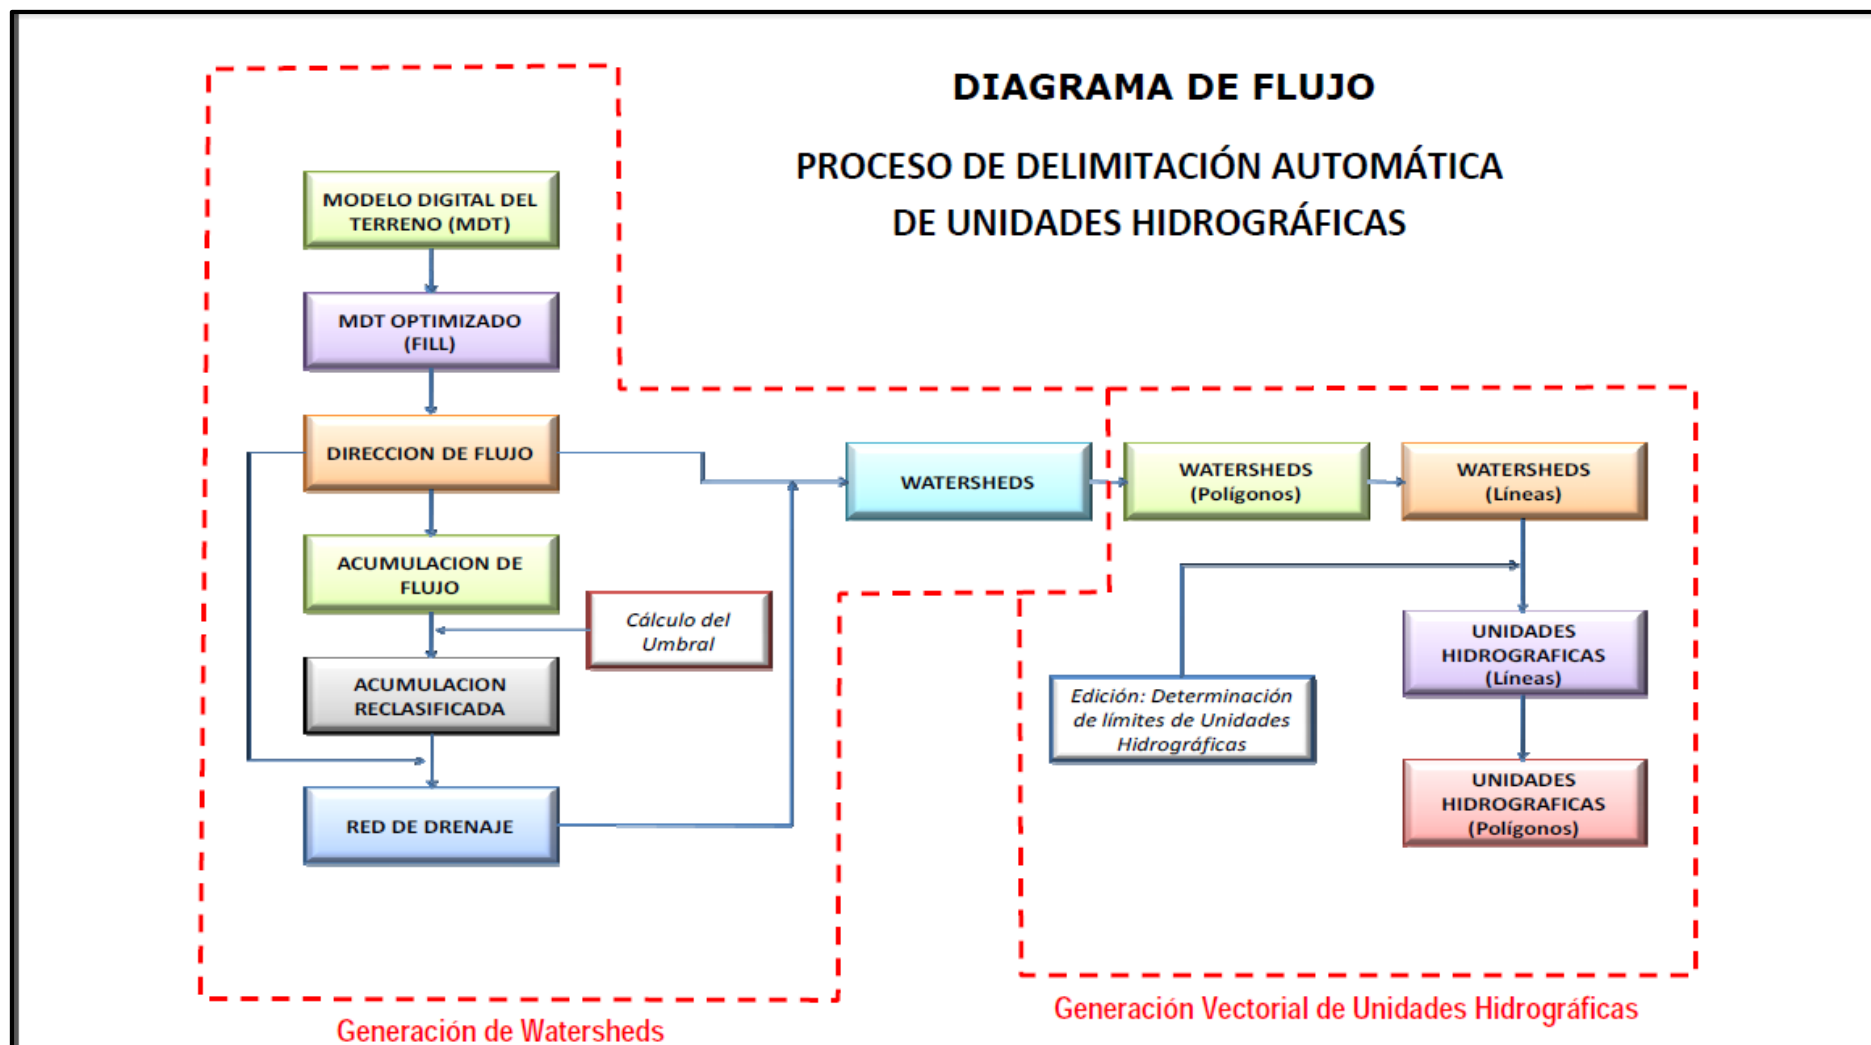 DIAGRAMA DE FLUJO
PROCESO DE DELIMITACIÓN AUTOMÁTICA
DE UNIDADES HIDROGRÁFICAS
MODELO DIGITAL DEL
TERRENO (MDT)
MDT OPTIMIZADO
(FILL)
DIRECCION DE FLUJO
ACUMULACION DE
FLUJO
Cálculo del
Umbral
ACUMULACION
RECLASIFICADA
RED DE DRENAJE
WATERSHEDS
WATERSHEDS
(Polígonos)
WATERSHEDS
(Líneas)
Edición: Determinación
de límites de Unidades
Hidrográficas
UNIDADES
HIDROGRAFICAS
(Líneas)
UNIDADES
HIDROGRAFICAS
(Polígonos)
Generación de Watersheds
Generación Vectorial de Unidades Hidrográficas